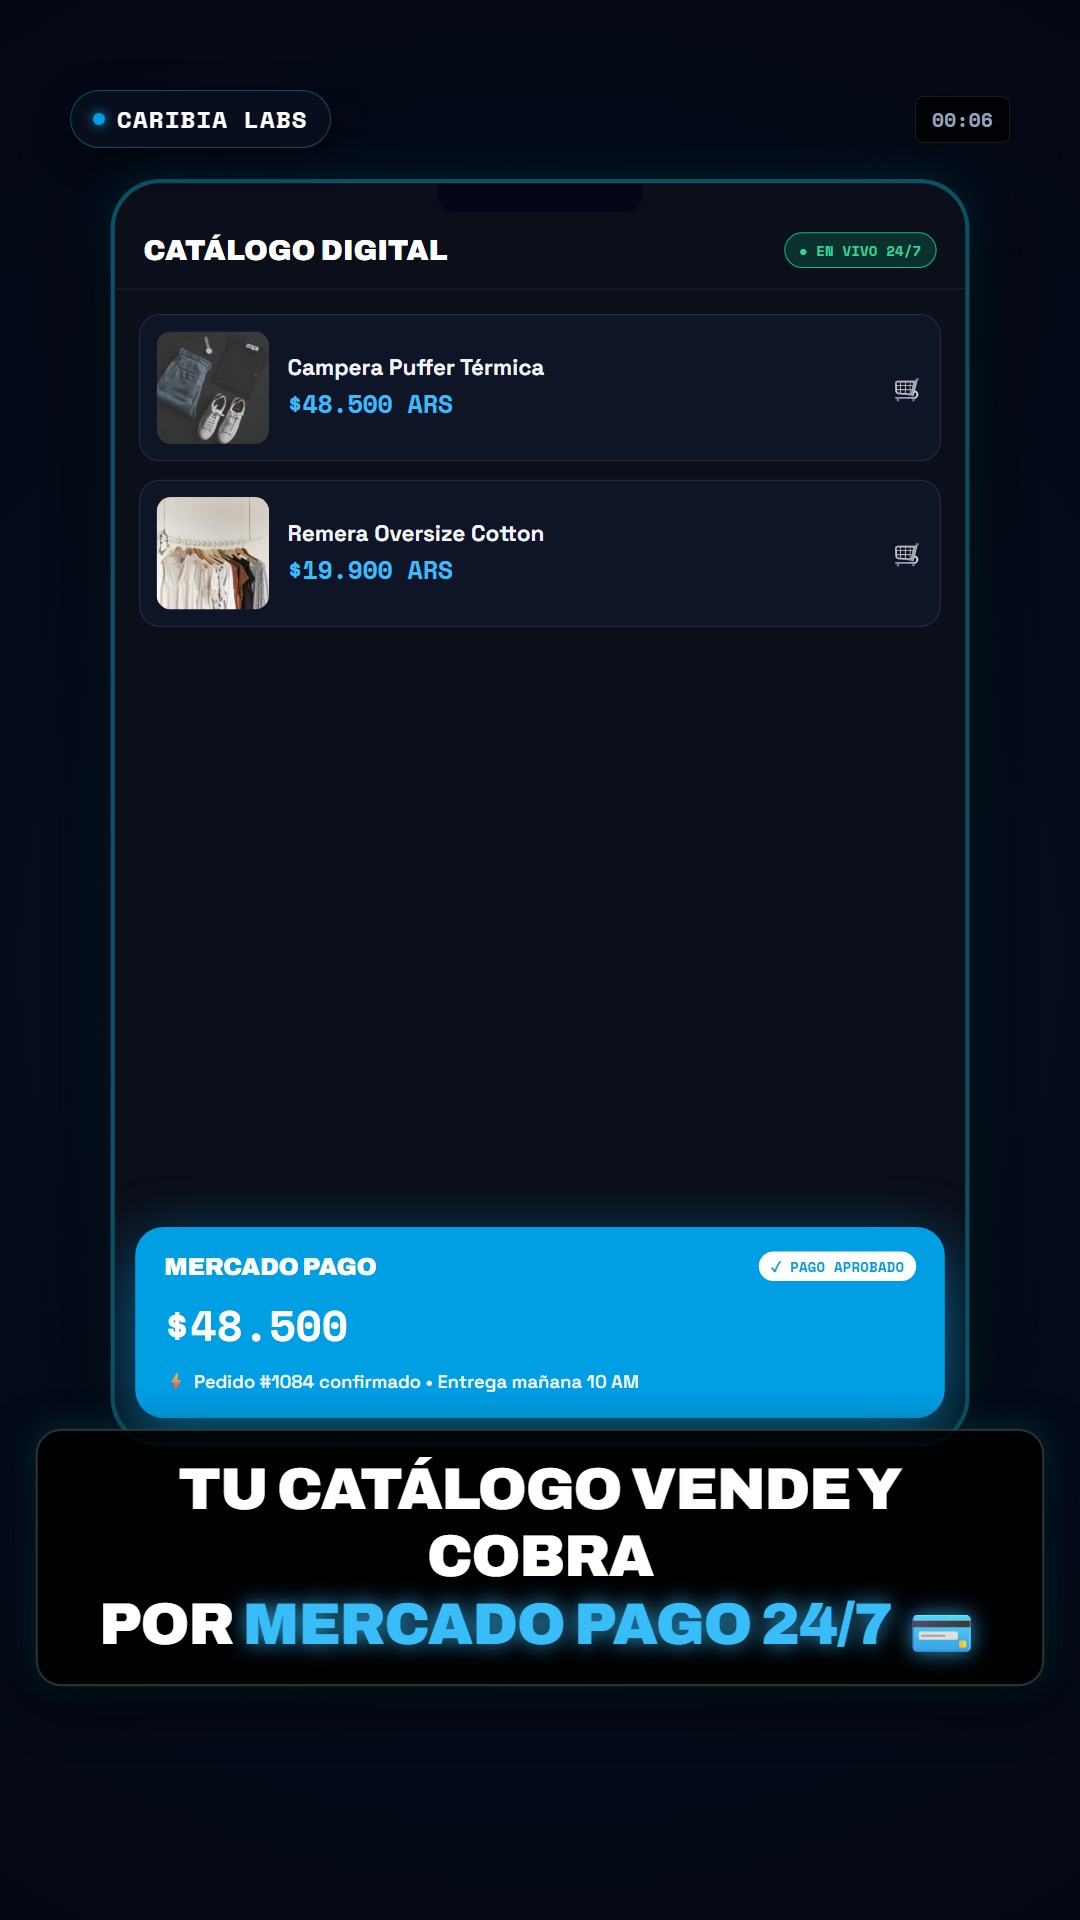 CARIBIA LABS
00:06
CATÁLOGO DIGITAL
EN VIVO 24/7
Campera Puffer Térmica
$48.500 ARS
Remera Oversize Cotton
$19.900 ARS
MERCADO PAGO
✓ PAGO APROBADO
$48.500
⚡ Pedido #1084 confirmado • Entrega mañana 10 AM
TU CATÁLOGO VENDE Y
COBRA
POR MERCADO PAGO 24/7 💳